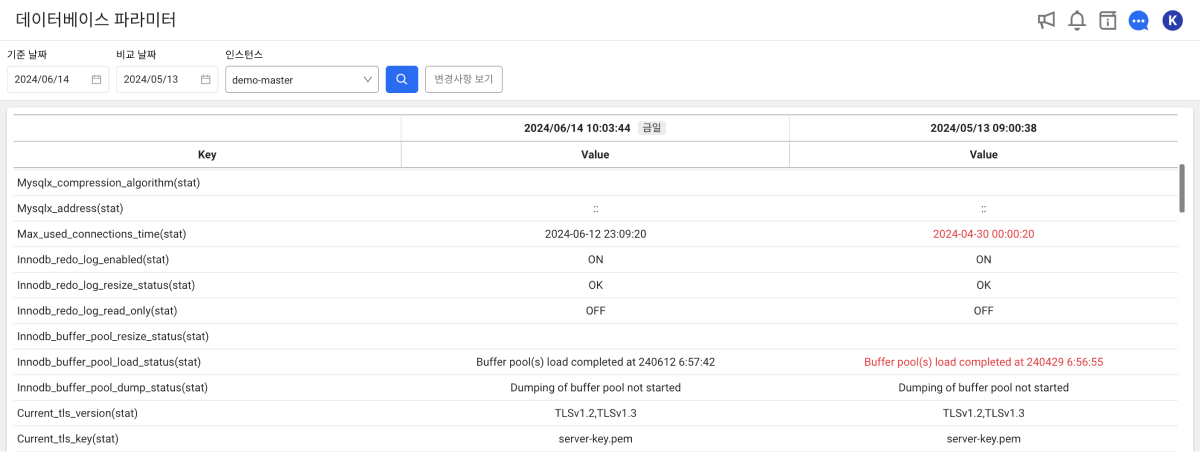 데이터베이스 파라미터
K
기준 날짜 비교 날짜 인스턴스
2024/06/14 2024/05/13 demo-master 변경사항 보기
2024/06/14 10:03:44 금일 2024/05/13 09:00:38
Key Value Value
Mysqlx_compression_algorithm(stat)
Mysqlx_address(stat) :: ::
Max_used_connections_time(stat) 2024-06-12 23:09:20 2024-04-30 00:00:20
Innodb_redo_log_enabled(stat) ON ON
Innodb_redo_log_resize_status(stat) OK OK
Innodb_redo_log_read_only(stat) OFF OFF
Innodb_buffer_pool_resize_status(stat)
Innodb_buffer_pool_load_status(stat) Buffer pool(s) load completed at 240612 6:57:42 Buffer pool(s) load completed at 240429 6:56:55
Innodb_buffer_pool_dump_status(stat) Dumping of buffer pool not started Dumping of buffer pool not started
Current_tls_version(stat) TLSv1.2,TLSv1.3 TLSv1.2,TLSv1.3
Current_tls_key(stat) server-key.pem server-key.pem